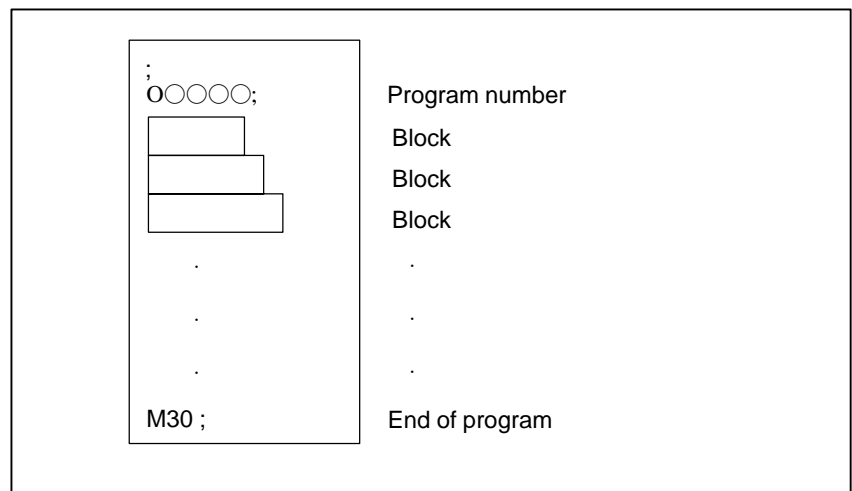 ;
O○○○○; Program number
Block
Block
Block
. .
. .
. .
M30 ; End of program